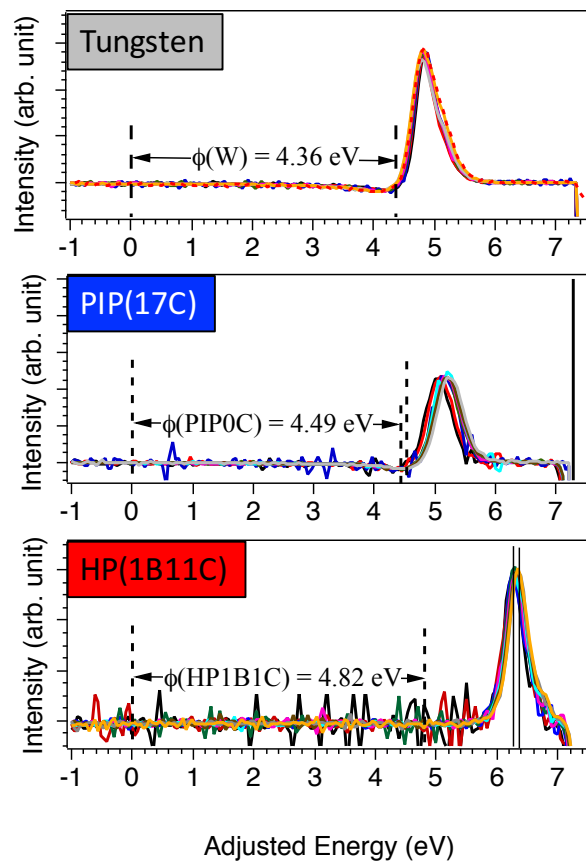 Tungsten
Intensity (arb. unit)
ϕ(W) = 4.36 eV
-1 0 1 2 3 4 5 6 7
PIP(17C)
Intensity (arb. unit)
ϕ(PIP0C) = 4.49 eV
-1 0 1 2 3 4 5 6 7
HP(1B11C)
Intensity (arb. unit)
ϕ(HP1B1C) = 4.82 eV
-1 0 1 2 3 4 5 6 7
Adjusted Energy (eV)